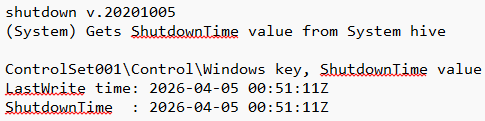 shutdown v.20201005
(System) Gets ShutdownTime value from System hive
ControlSet001\Control\Windows key, ShutdownTime value
LastWrite time: 2026-04-05 00:51:11Z
ShutdownTime  : 2026-04-05 00:51:11Z